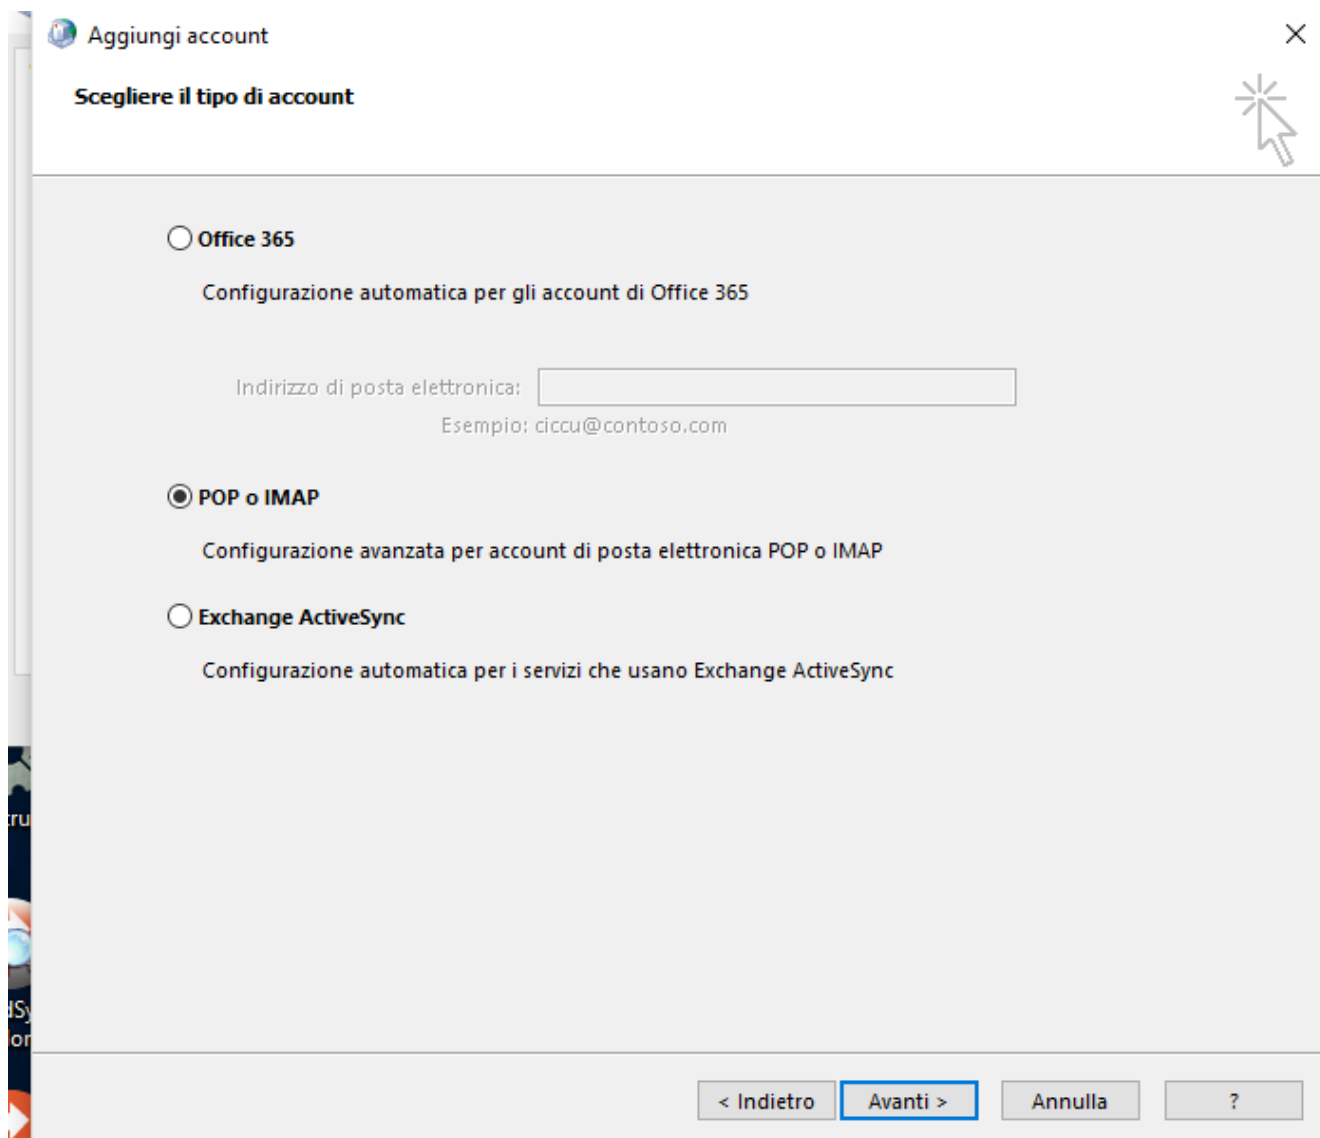 Aggiungi account
Scegliere il tipo di account
Office 365
Configurazione automatica per gli account di Office 365
Indirizzo di posta elettronica:
Esempio: ciccu@contoso.com
POP o IMAP
Configurazione avanzata per account di posta elettronica POP o IMAP
Exchange ActiveSync
Configurazione automatica per i servizi che usano Exchange ActiveSync
< Indietro
Avanti >
Annulla
?